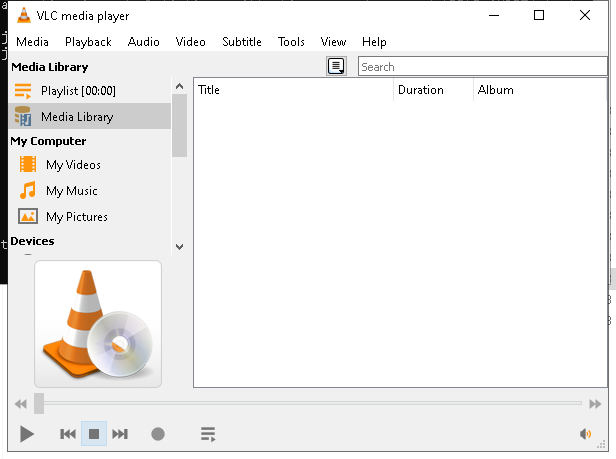 VLC media player
Media Playback Audio Video Subtitle Tools View Help
Media Library
Search
Playlist [00:00]
Title Duration Album
Media Library
My Computer
My Videos
My Music
My Pictures
Devices